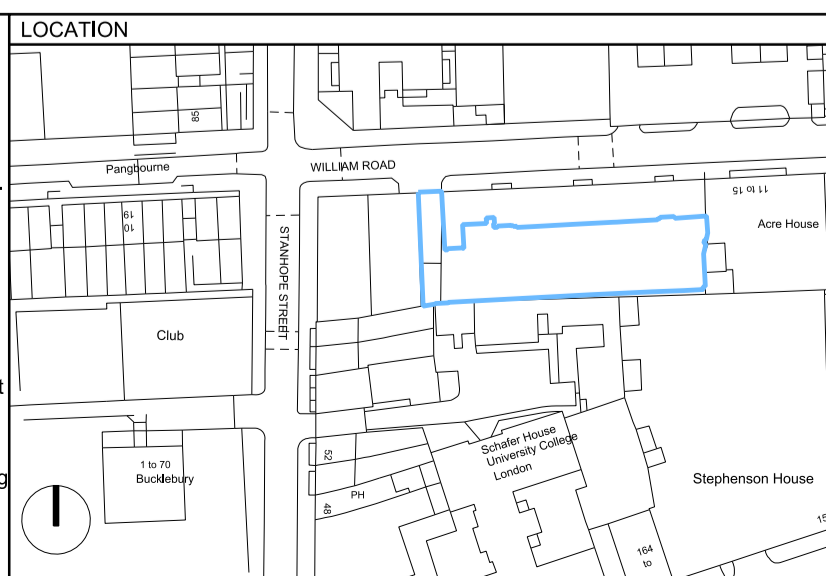 LOCATION
85
Pangbourne
WILLIAM ROAD
11 to 15
19
10
Acre House
STANHOPE STREET
Club
t
Schafer House
University College
London
52
1 to 70
Bucklebury
g
PH
48
Stephenson House
15
164
to